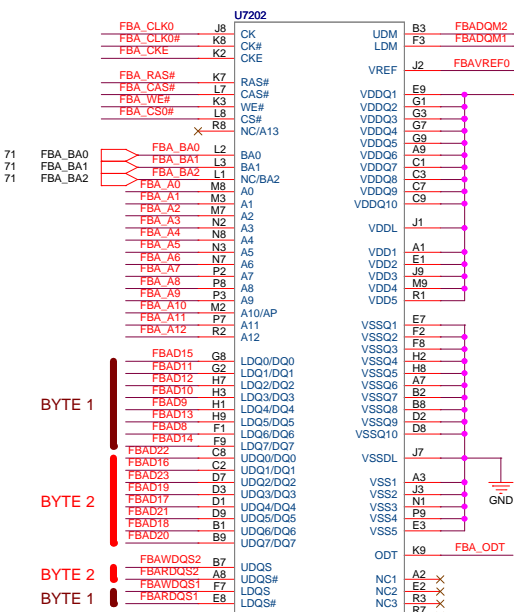 U7202
FBA_CLK0 J8 CK UDM B3 FBADQM2
FBA_CLK0# K8 CK# LDM F3 FBADQM1
FBA_CKE K2 CKE
VREF J2 FBAVREF0
FBA_RAS# K7 RAS#
FBA_CAS# L7 CAS# VDDQ1 E9
FBA_WE# K3 WE# VDDQ2 G1
FBA_CS0# L8 CS# VDDQ3 G3
R8 NC/A13 VDDQ4 G7
VDDQ5 G9
71 FBA_BA0 FBA_BA0 L2 BA0 VDDQ6 A9
71 FBA_BA1 FBA_BA1 L3 BA1 VDDQ7 C1
71 FBA_BA2 FBA_BA2 L1 NC/BA2 VDDQ8 C3
FBA_A0 M8 A0 VDDQ9 C7
FBA_A1 M3 A1 VDDQ10 C9
FBA_A2 M7 A2
FBA_A3 N2 A3 VDDL J1
FBA_A4 N8 A4
FBA_A5 N3 A5 VDD1 A1
FBA_A6 N7 A6 VDD2 E1
FBA_A7 P2 A7 VDD3 J9
FBA_A8 P8 A8 VDD4 M9
FBA_A9 P3 A9 VDD5 R1
FBA_A10 M2 A10/AP
FBA_A11 P7 A11 VSSQ1 E7
FBA_A12 R2 A12 VSSQ2 F2
VSSQ3 F8
FBAD15 G8 LDQ0/DQ0 VSSQ4 H2
FBAD11 G2 LDQ1/DQ1 VSSQ5 H8
FBAD12 H7 LDQ2/DQ2 VSSQ6 A7
FBAD10 H3 LDQ3/DQ3 VSSQ7 B2
BYTE 1 FBAD9 H1 LDQ4/DQ4 VSSQ8 B8
FBAD13 H9 LDQ5/DQ5 VSSQ9 D2
FBAD8 F1 LDQ6/DQ6 VSSQ10 D8
FBAD14 F9 LDQ7/DQ7
FBAD22 C8 UDQ0/DQ0 VSSDL J7
FBAD16 C2 UDQ1/DQ1
FBAD23 D7 UDQ2/DQ2 VSS1 A3
FBAD19 D3 UDQ3/DQ3 VSS2 J3
BYTE 2 FBAD17 D1 UDQ4/DQ4 VSS3 N1 GND
FBAD21 D9 UDQ5/DQ5 VSS4 P9
FBAD18 B1 UDQ6/DQ6 VSS5 E3
FBAD20 B9 UDQ7/DQ7
ODT K9 FBA_ODT
FBAWDQS2 B7 UDQS
BYTE 2 FBARDQS2 A8 UDQS# NC1 A2
FBAWDQS1 F7 LDQS NC2 E2
BYTE 1 FBARDQS1 E8 LDQS# NC3 R3
R7